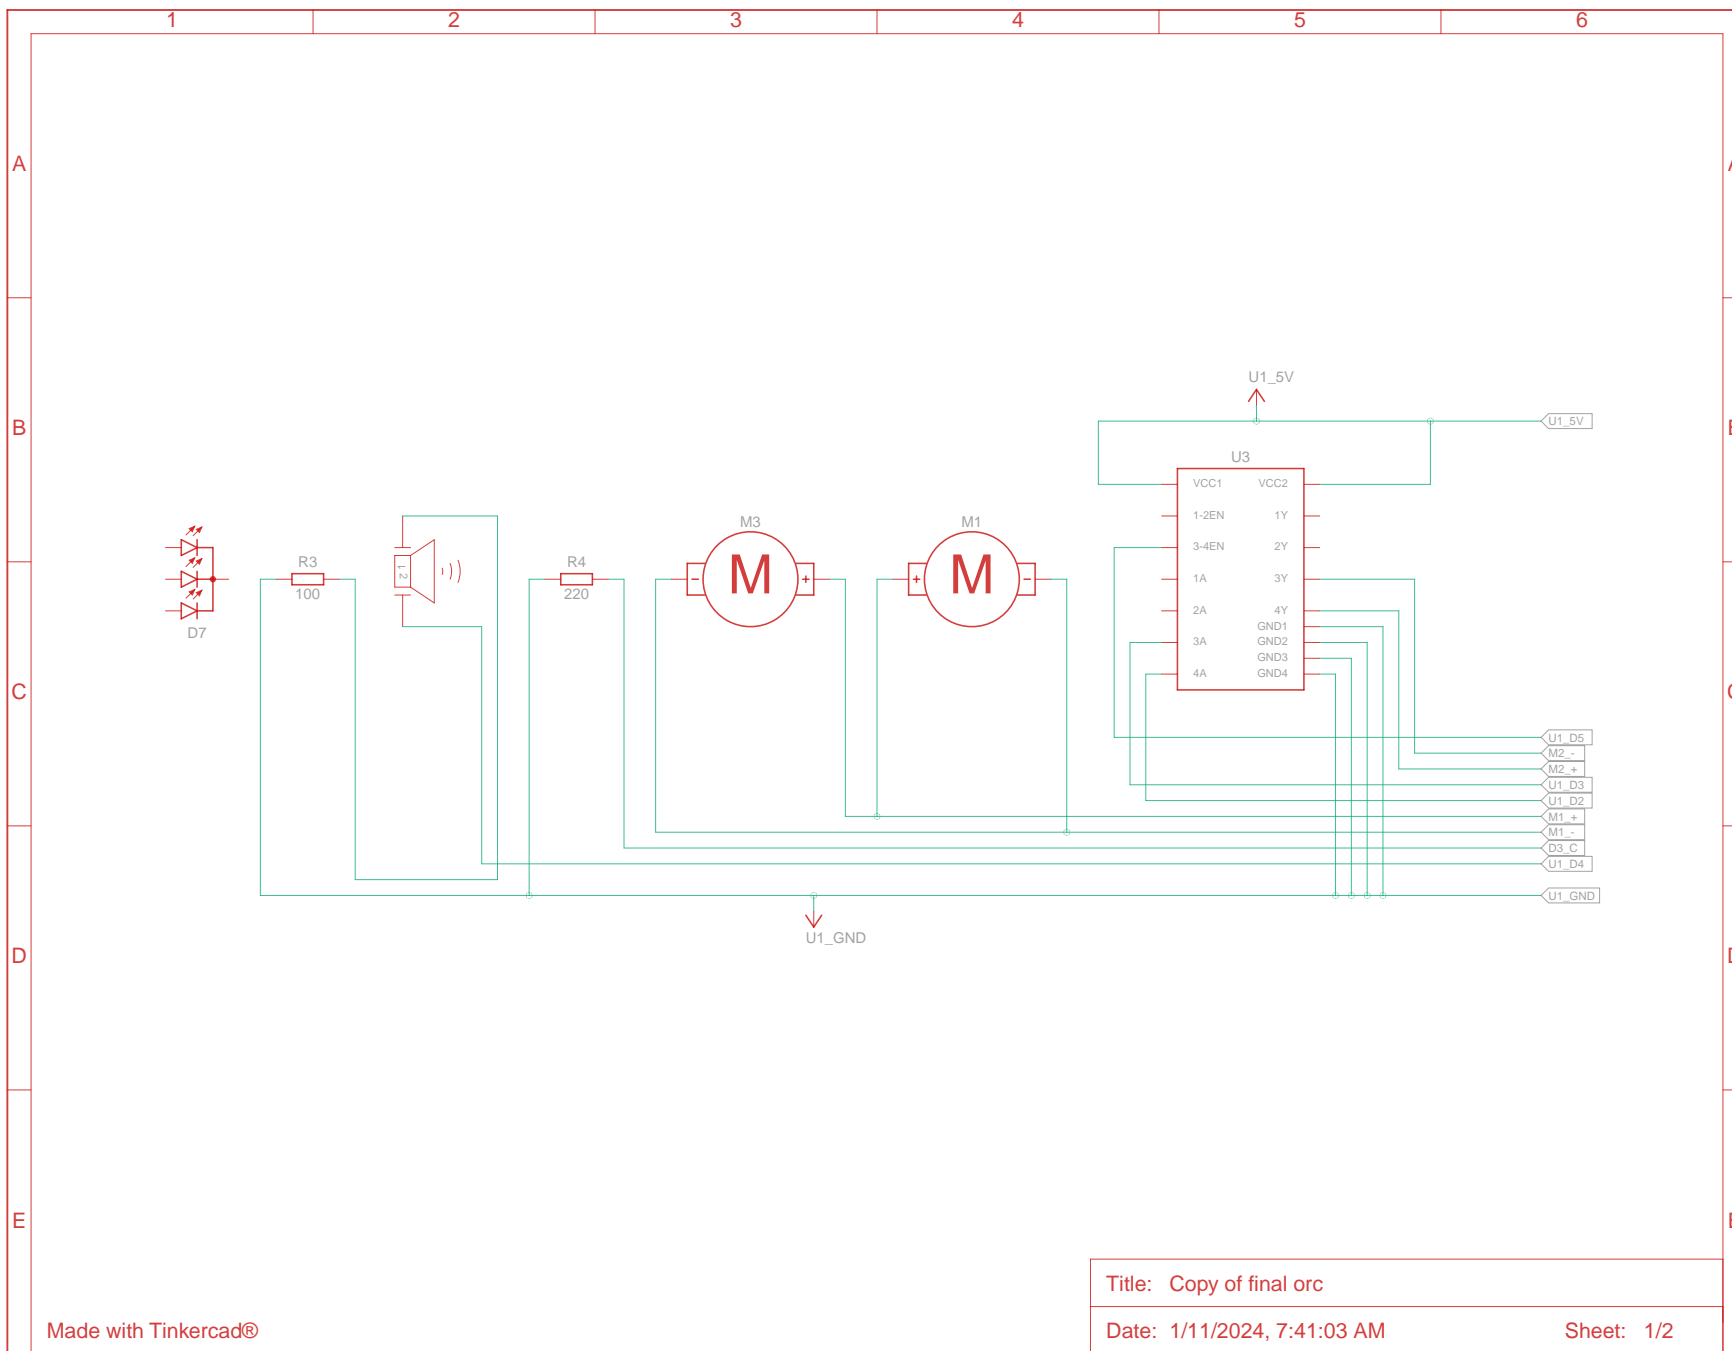 1 2 3 4 5 6
A
U1_5V
B
U1_5V
U3
VCC1 VCC2
1-2EN 1Y
3-4EN 2Y
1A 3Y
2A 4Y
GND1
3A GND2
GND3
4A GND4
M3
M
- +
M1
M
+ -
R3
100
1 2
R4
220
D7
C
U1_D5
M2_-
M2_+
U1_D3
U1_D2
M1_+
M1_-
D3_C
U1_D4
U1_GND
U1_GND
D
E
Title: Copy of final orc
Made with Tinkercad®
Date: 1/11/2024, 7:41:03 AM Sheet: 1/2